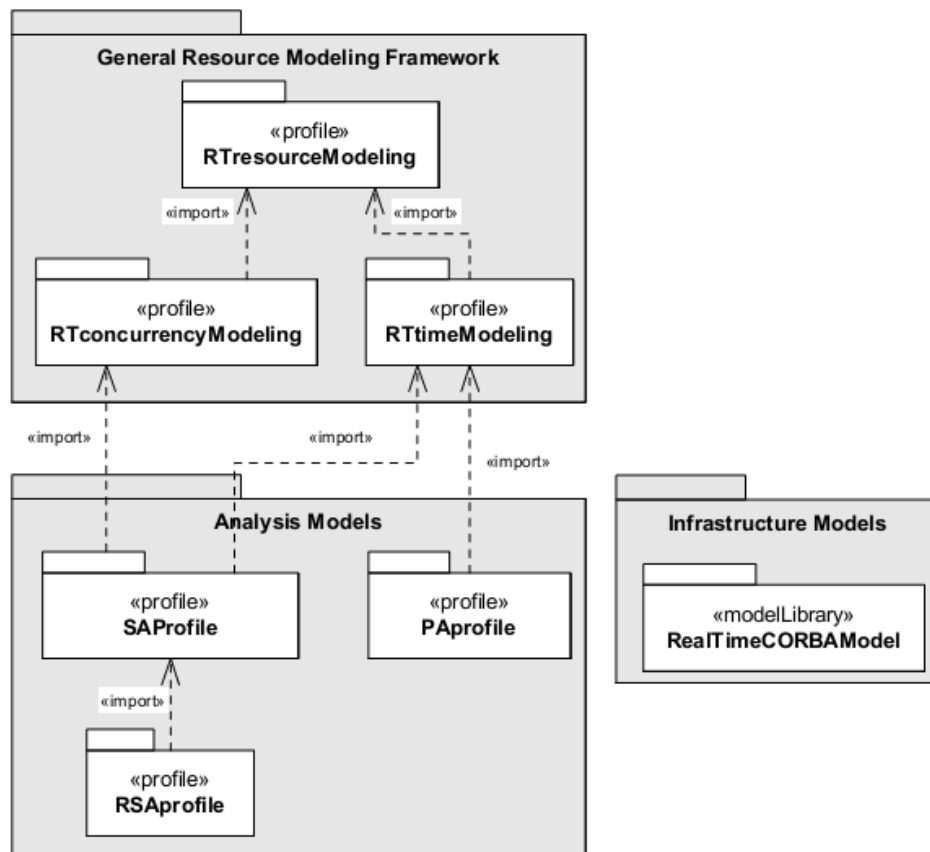 General Resource Modeling Framework
«profile»
RTresourceModeling
«import»
«import»
«profile»
RTconcurrencyModeling
«profile»
RTtimeModeling
«import»
«import»
«import»
Analysis Models
«profile»
SAProfile
«profile»
PAprofile
«import»
«profile»
RSAprofile
Infrastructure Models
«modelLibrary»
RealTimeCORBAModel